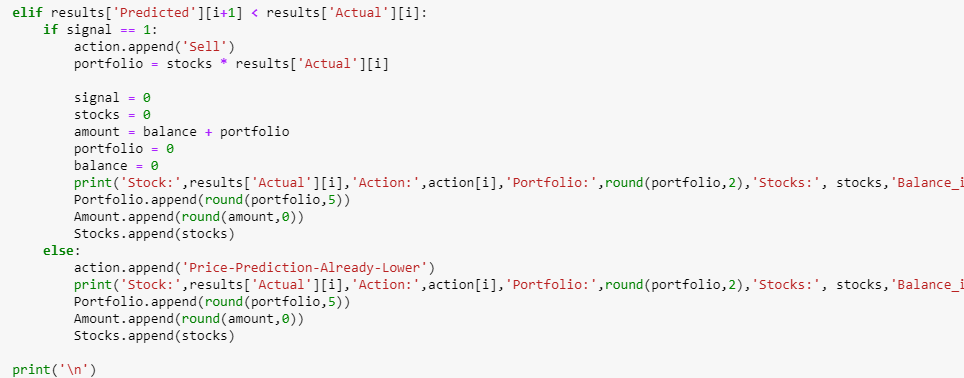 elif results['Predicted'][i+1] < results['Actual'][i]:
    if signal == 1:
        action.append('Sell')
        portfolio = stocks * results['Actual'][i]

        signal = 0
        stocks = 0
        amount = balance + portfolio
        portfolio = 0
        balance = 0
        print('Stock:',results['Actual'][i],'Action:',action[i],'Portfolio:',round(portfolio,2),'Stocks:', stocks,'Balance_i
        Portfolio.append(round(portfolio,5))
        Amount.append(round(amount,0))
        Stocks.append(stocks)
    else:
        action.append('Price-Prediction-Already-Lower')
        print('Stock:',results['Actual'][i],'Action:',action[i],'Portfolio:',round(portfolio,2),'Stocks:', stocks,'Balance_i
        Portfolio.append(round(portfolio,5))
        Amount.append(round(amount,0))
        Stocks.append(stocks)

print('\n')